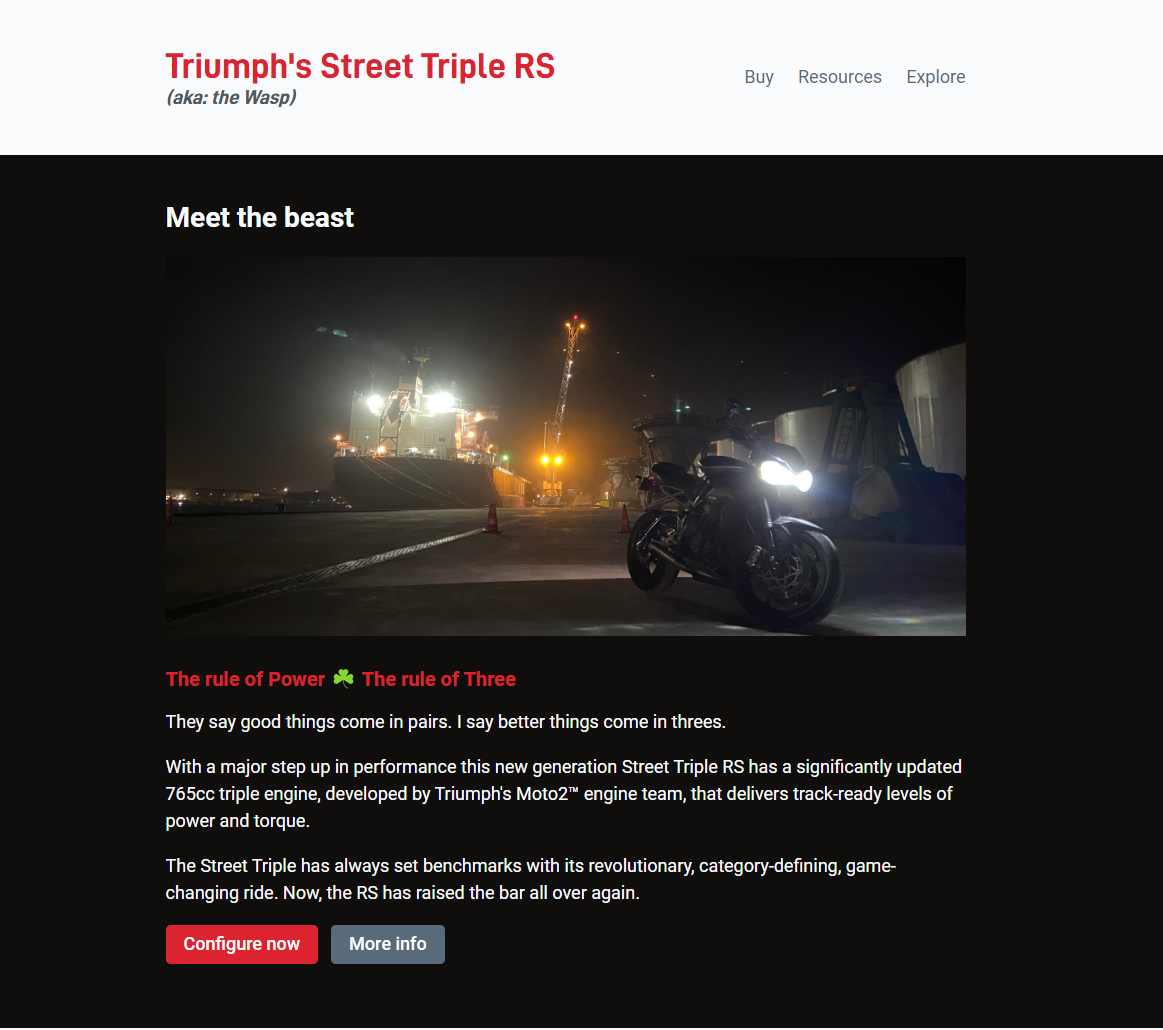 Triumph's Street Triple RS
(aka: the Wasp)
Buy Resources Explore
Meet the beast
The rule of Power ☘️ The rule of Three
They say good things come in pairs. I say better things come in threes.
With a major step up in performance this new generation Street Triple RS has a significantly updated
765cc triple engine, developed by Triumph's Moto2™ engine team, that delivers track-ready levels of
power and torque.
The Street Triple has always set benchmarks with its revolutionary, category-defining, game-
changing ride. Now, the RS has raised the bar all over again.
Configure now More info